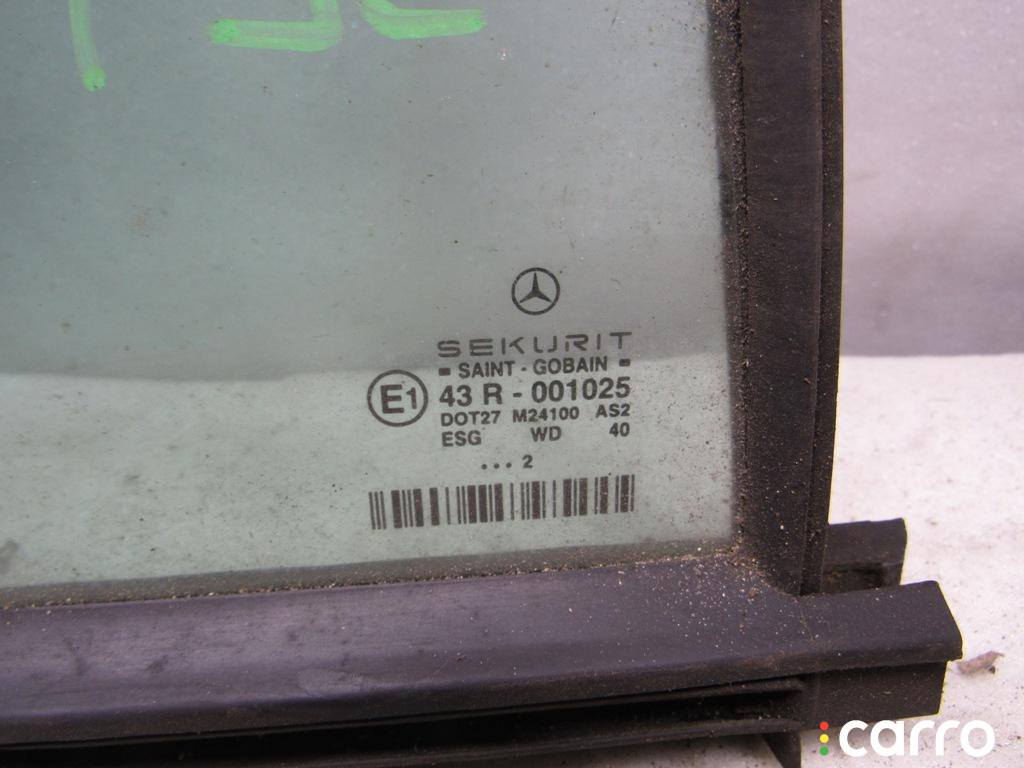 SEKURIT
SAINT - GOBAIN
E1 43 R - 001025
DOT27 M24100 AS2
ESG WD 40
... 2
carro